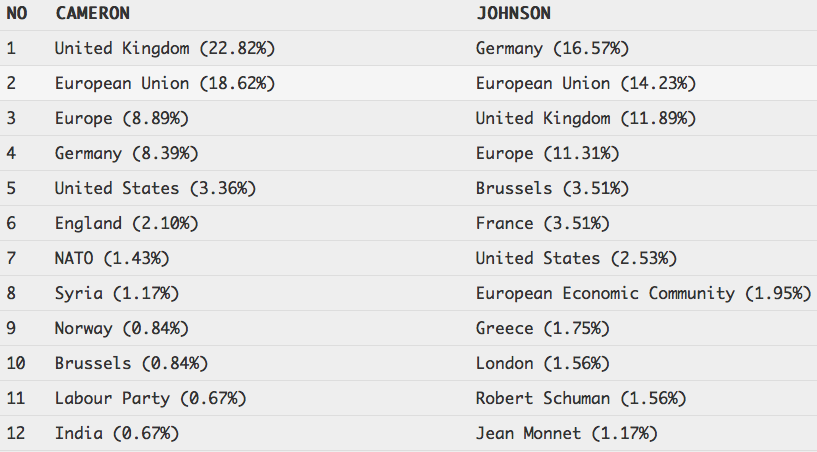 NO CAMERON JOHNSON
1 United Kingdom (22.82%) Germany (16.57%)
2 European Union (18.62%) European Union (14.23%)
3 Europe (8.89%) United Kingdom (11.89%)
4 Germany (8.39%) Europe (11.31%)
5 United States (3.36%) Brussels (3.51%)
6 England (2.10%) France (3.51%)
7 NATO (1.43%) United States (2.53%)
8 Syria (1.17%) European Economic Community (1.95%)
9 Norway (0.84%) Greece (1.75%)
10 Brussels (0.84%) London (1.56%)
11 Labour Party (0.67%) Robert Schuman (1.56%)
12 India (0.67%) Jean Monnet (1.17%)